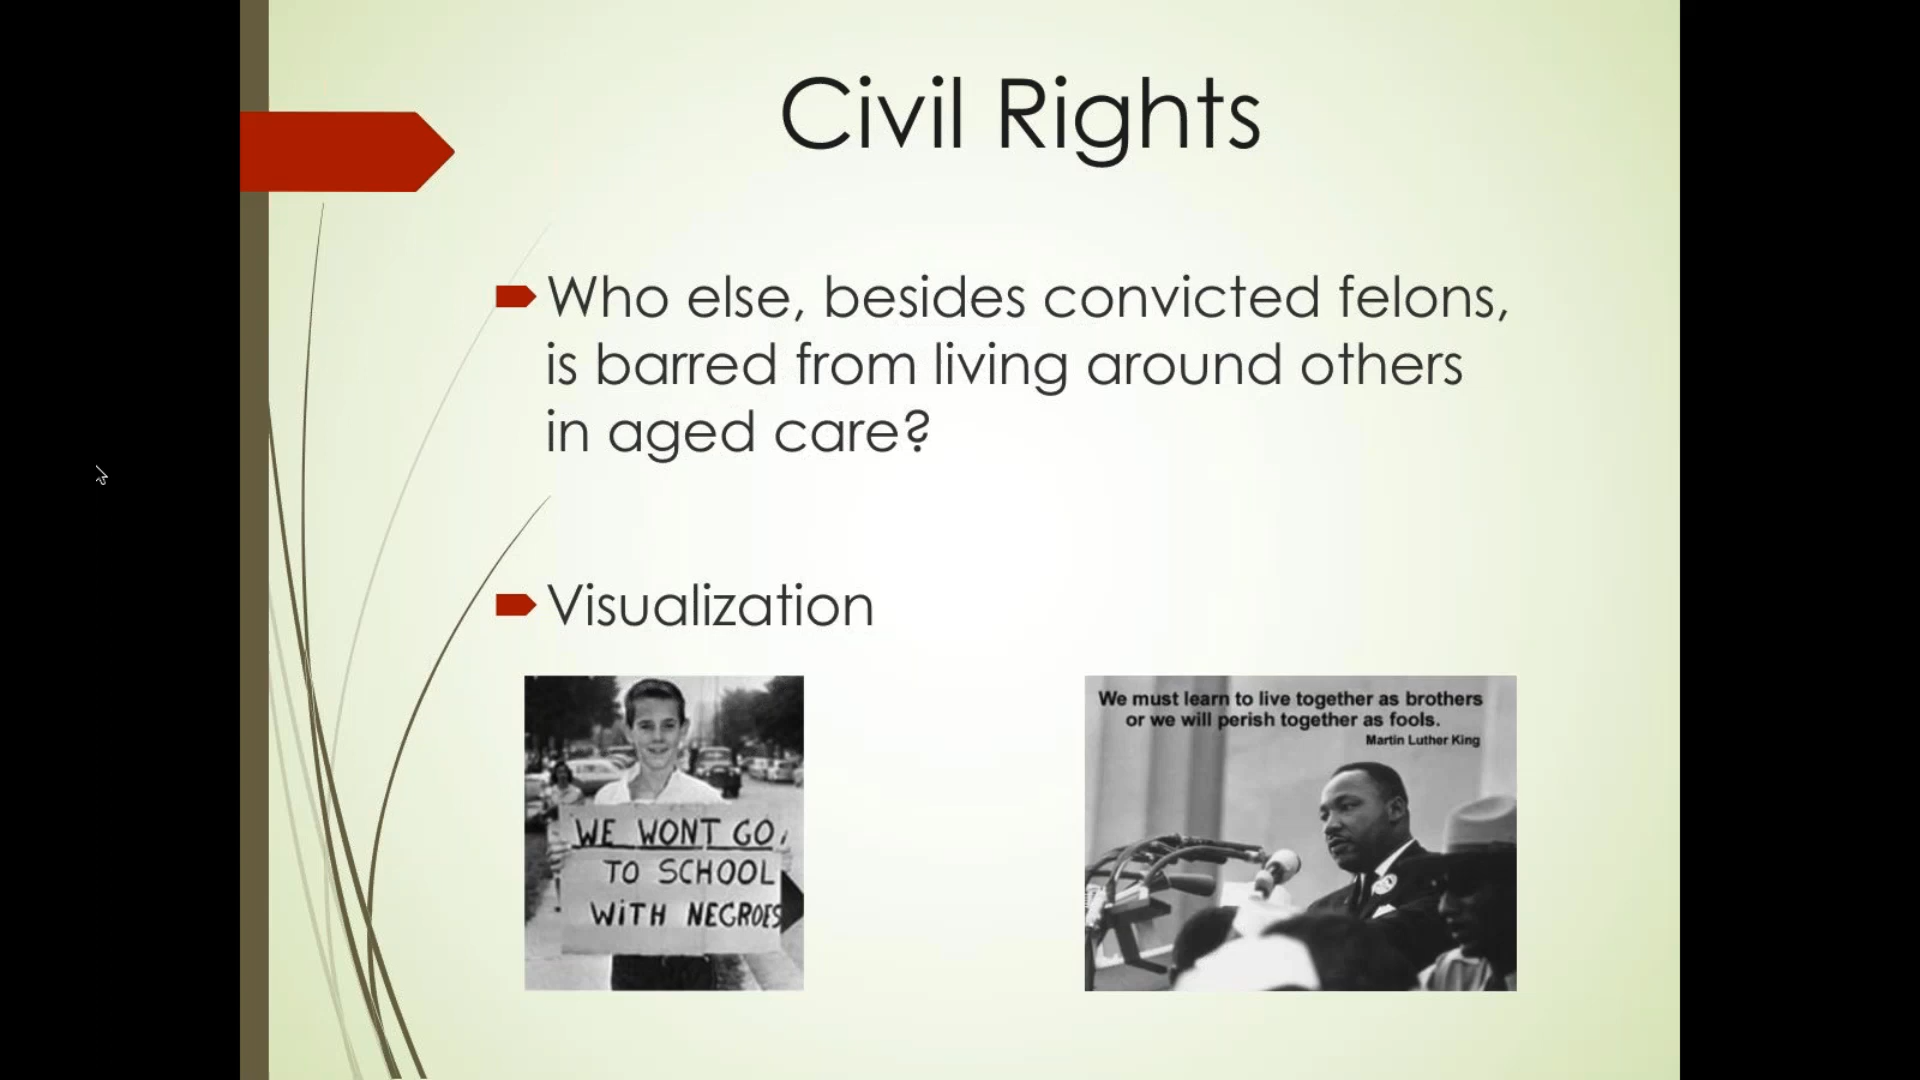 Civil Rights
Who else, besides convicted felons,
is barred from living around others
in aged care?
Visualization
WE WONT GO
TO SCHOOL
WiTH NEGROES
We must learn to live together as brothers
or we will perish together as fools.
Martin Luther King